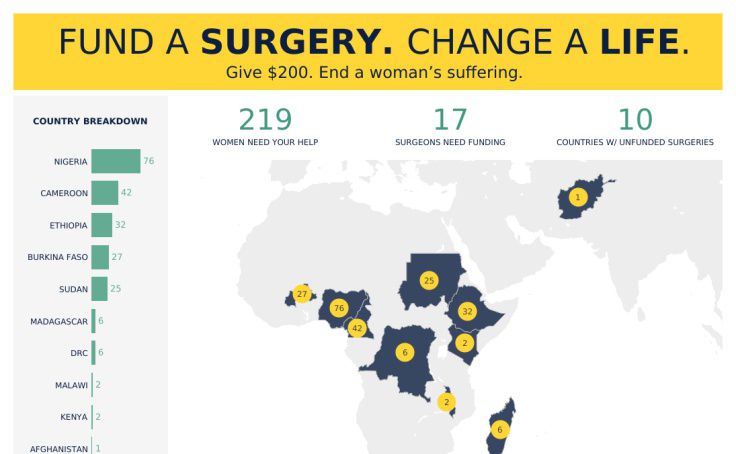 FUND A SURGERY. CHANGE A LIFE.
Give $200. End a woman’s suffering.
COUNTRY BREAKDOWN
NIGERIA 76
CAMEROON 42
ETHIOPIA 32
BURKINA FASO 27
SUDAN 25
MADAGASCAR 6
DRC 6
MALAWI 2
KENYA 2
AFGHANISTAN 1
219
WOMEN NEED YOUR HELP
17
SURGEONS NEED FUNDING
10
COUNTRIES W/ UNFUNDED SURGERIES
1
25
27
76
32
42
2
6
2
6